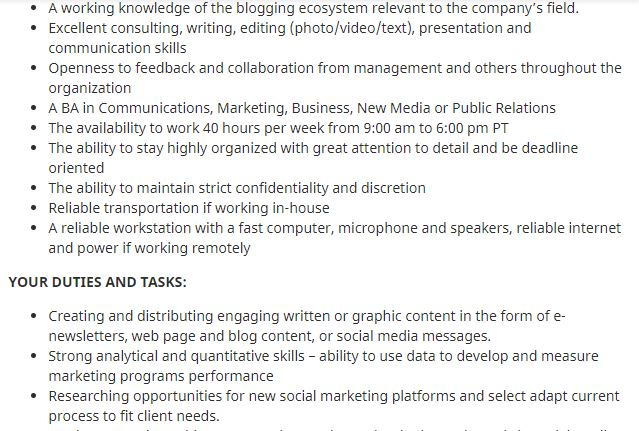 • A working knowledge of the blogging ecosystem relevant to the company’s field.
• Excellent consulting, writing, editing (photo/video/text), presentation and
communication skills
• Openness to feedback and collaboration from management and others throughout the
organization
• A BA in Communications, Marketing, Business, New Media or Public Relations
• The availability to work 40 hours per week from 9:00 am to 6:00 pm PT
• The ability to stay highly organized with great attention to detail and be deadline
oriented
• The ability to maintain strict confidentiality and discretion
• Reliable transportation if working in-house
• A reliable workstation with a fast computer, microphone and speakers, reliable internet
and power if working remotely
YOUR DUTIES AND TASKS:
• Creating and distributing engaging written or graphic content in the form of e-
newsletters, web page and blog content, or social media messages.
• Strong analytical and quantitative skills – ability to use data to develop and measure
marketing programs performance
• Researching opportunities for new social marketing platforms and select adapt current
process to fit client needs.